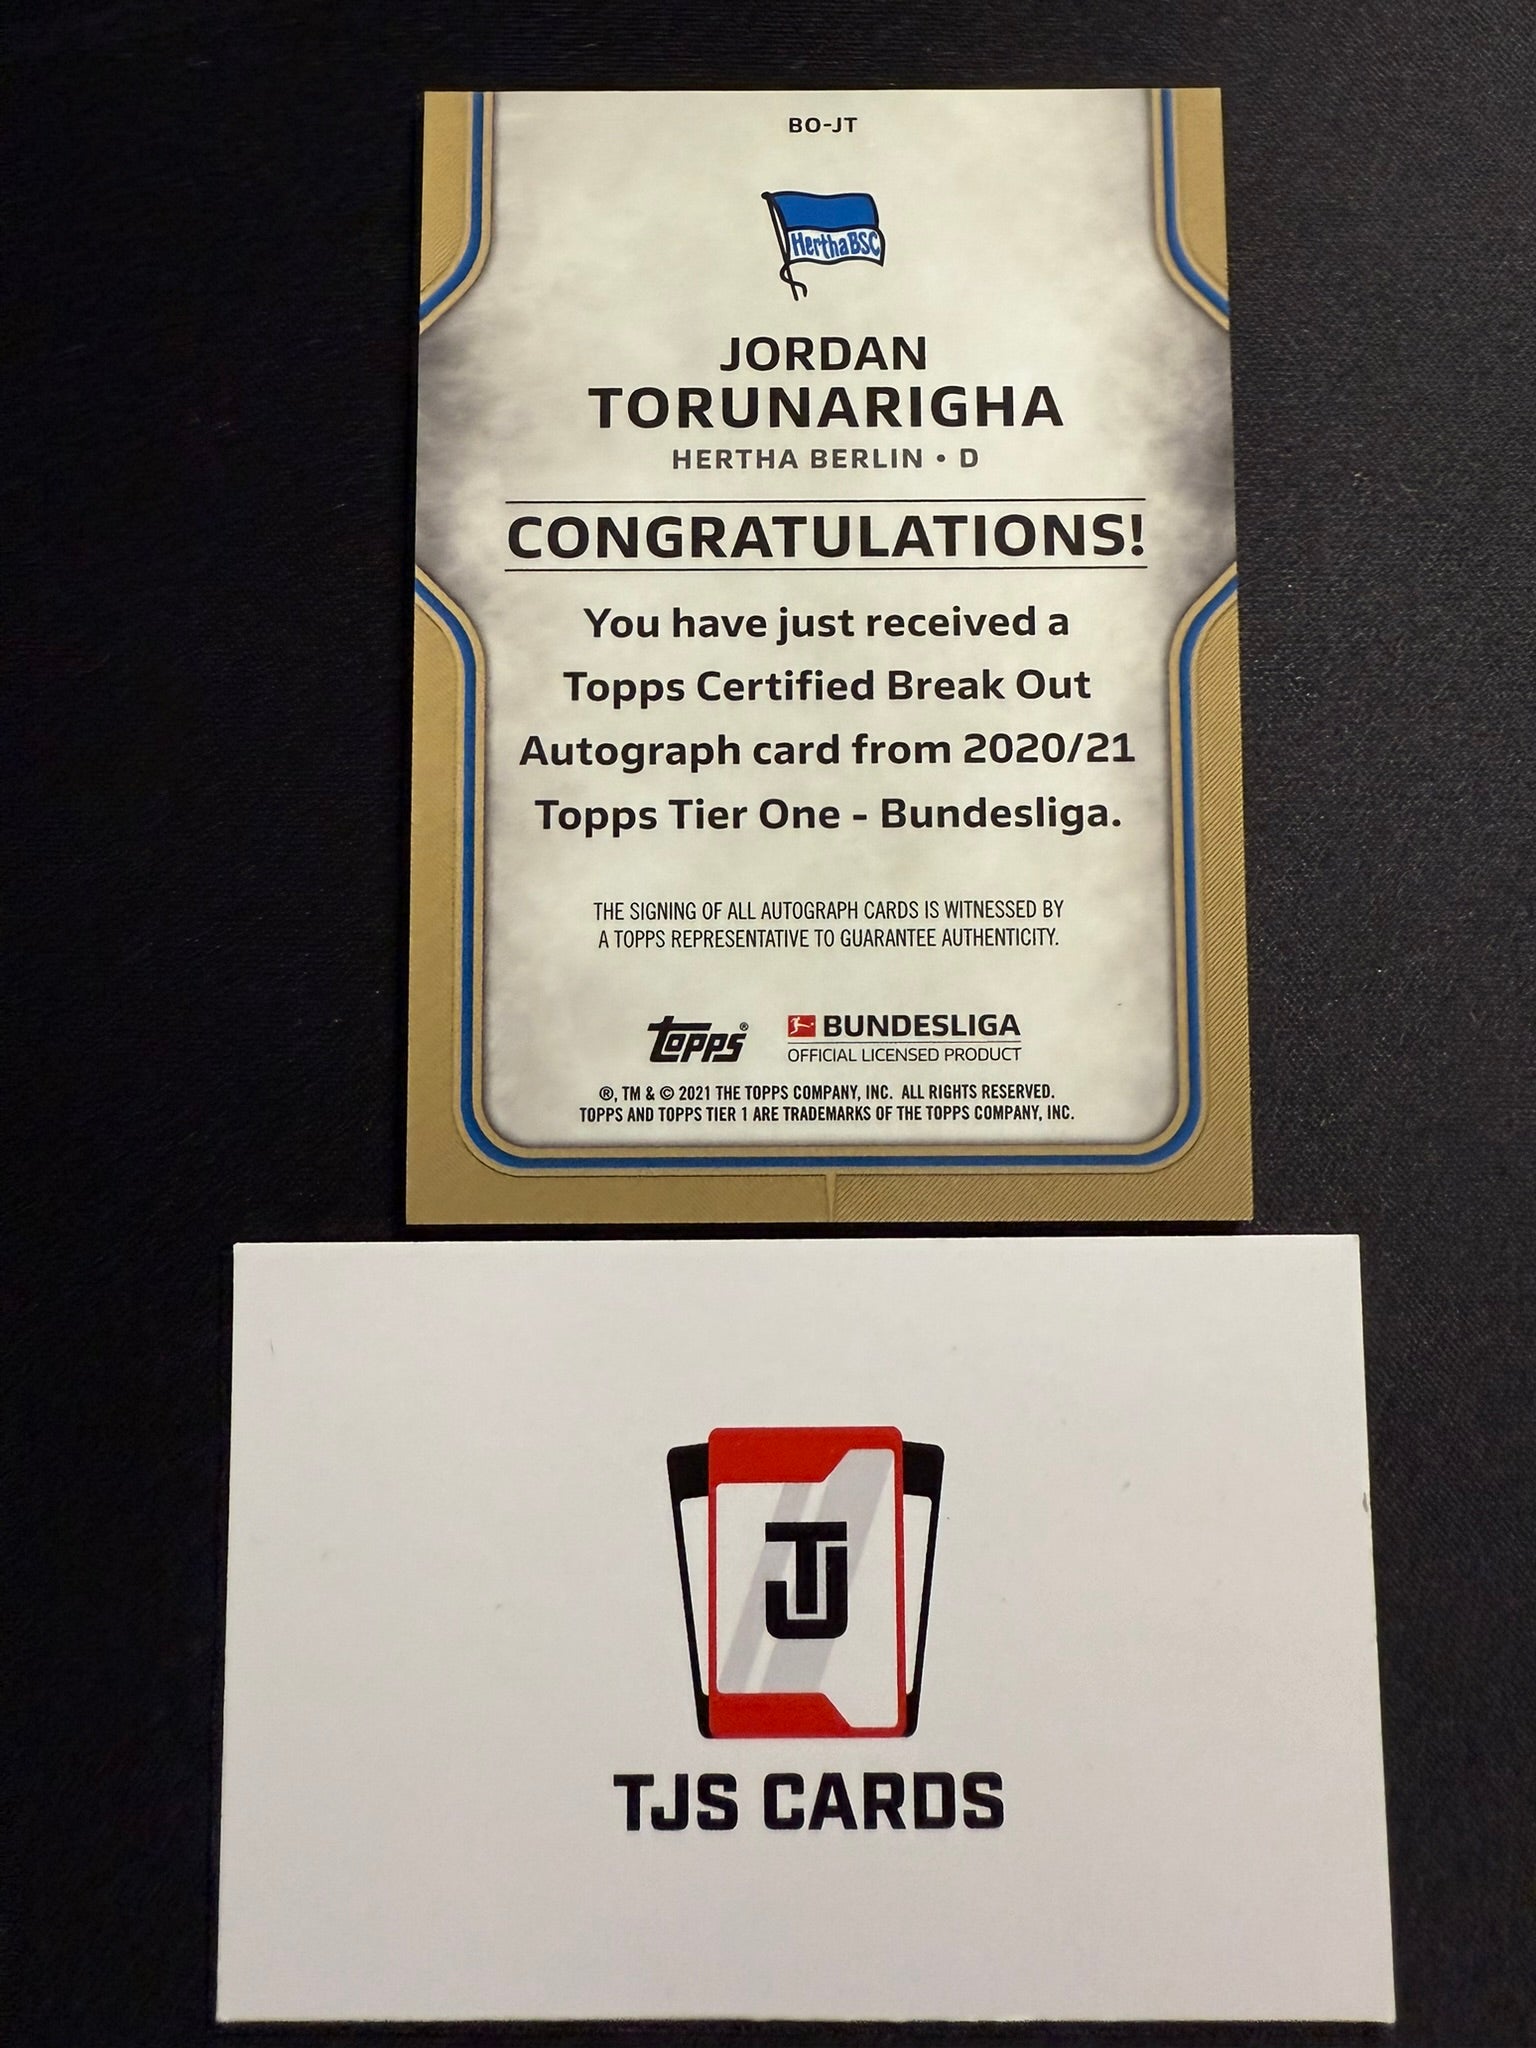 BO-JT
HerthaBSC
JORDAN
TORUNARIGHA
HERTHA BERLIN • D
CONGRATULATIONS!
You have just received a
Topps Certified Break Out
Autograph card from 2020/21
Topps Tier One - Bundesliga.
THE SIGNING OF ALL AUTOGRAPH CARDS IS WITNESSED BY
A TOPPS REPRESENTATIVE TO GUARANTEE AUTHENTICITY.
topps® BUNDESLIGA
OFFICIAL LICENSED PRODUCT
®, TM & © 2021 THE TOPPS COMPANY, INC. ALL RIGHTS RESERVED.
TOPPS AND TOPPS TIER 1 ARE TRADEMARKS OF THE TOPPS COMPANY, INC.
TJ
TJS CARDS